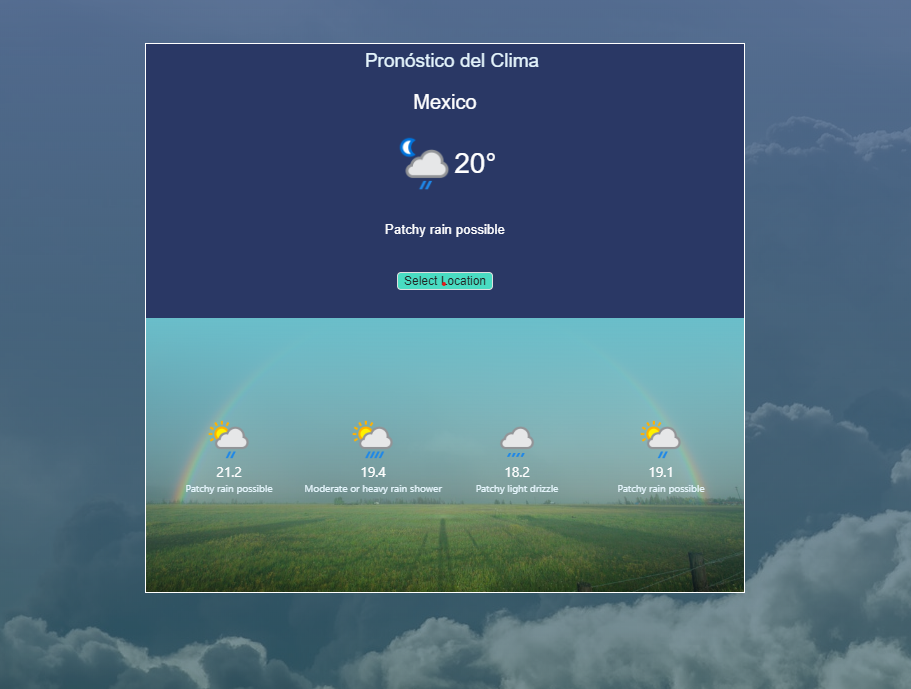 Pronóstico del Clima
Mexico
20°
Patchy rain possible
Select Location
21.2 19.4 18.2 19.1
Patchy rain possible Moderate or heavy rain shower Patchy light drizzle Patchy rain possible